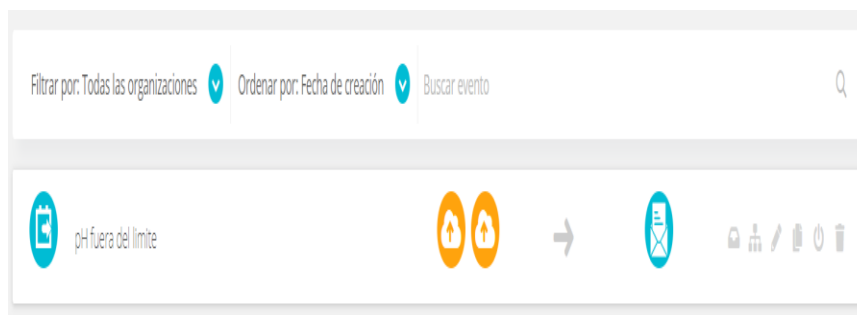 Filtrar por: Todas las organizaciones
Ordenar por: Fecha de creación
Buscar evento
pH fuera del limite